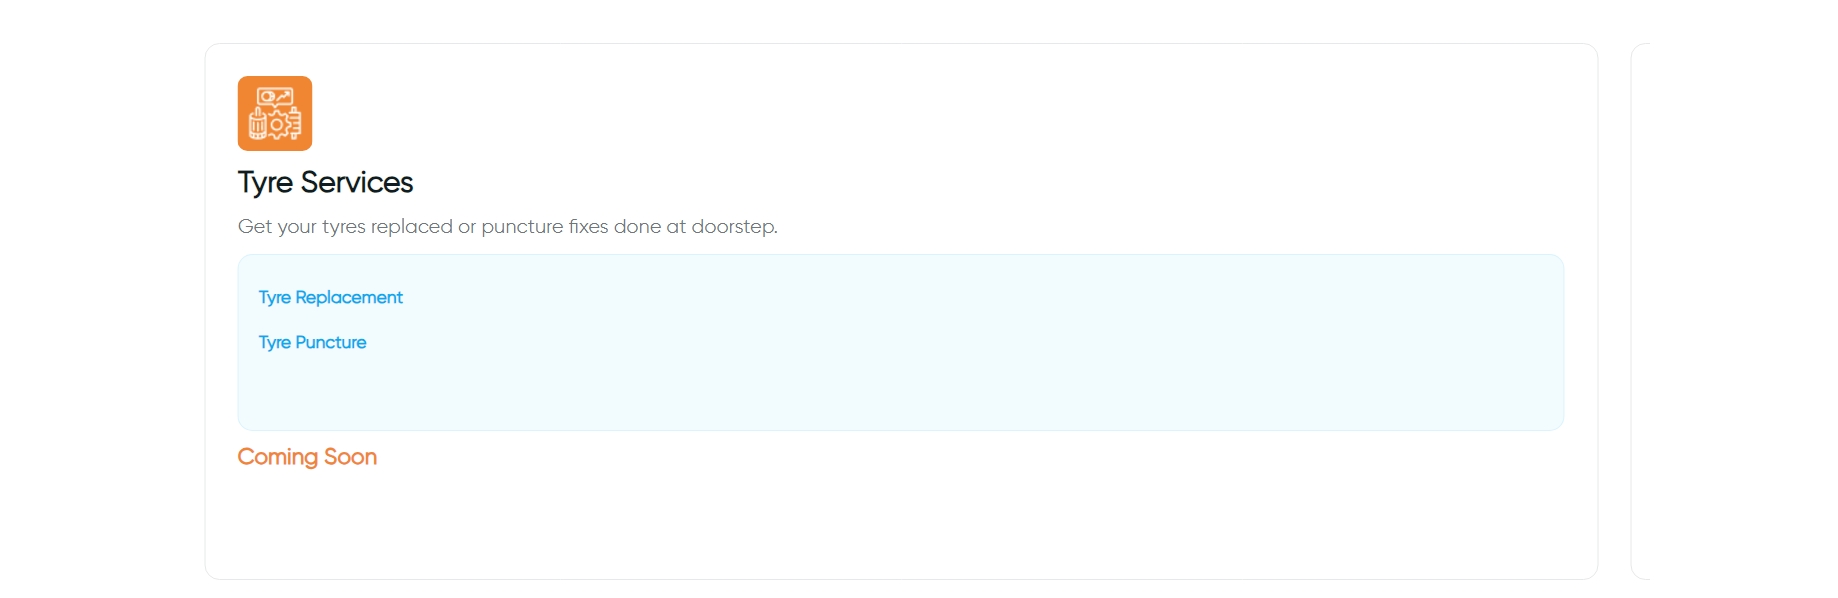 Tyre Services
Get your tyres replaced or puncture fixes done at doorstep.
Tyre Replacement
Tyre Puncture
Coming Soon